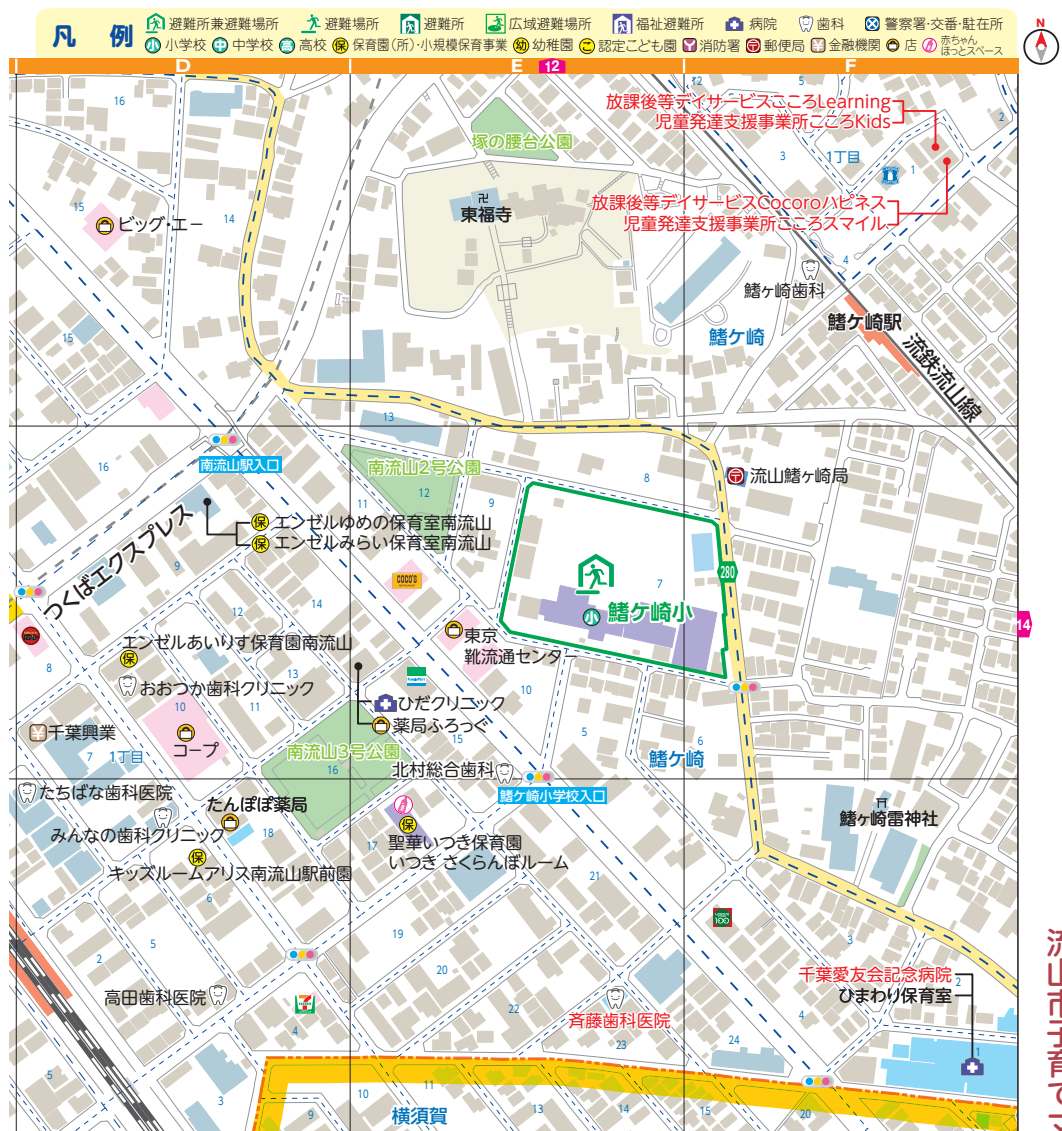 凡 例
避難所兼避難場所 避難場所 避難所 広域避難場所 福祉避難所 病院 歯科 警察署・交番・駐在所
小 小学校 中 中学校 高 高校 保 保育園(所)・小規模保育事業 幼 幼稚園 こ 認定こども園 消防署 郵便局 金融機関 店 赤ちゃんほっとスペース
N
D E F
12
14
放課後等デイサービスこころLearning
児童発達支援事業所こころKids
放課後等デイサービスCocoroハピネス
児童発達支援事業所こころスマイル
塚の腰台公園
東福寺
1丁目
ビッグ・エー
鰭ヶ崎歯科
鰭ケ崎駅
流鉄流山線
鰭ケ崎
南流山駅入口
南流山2号公園
流山鰭ヶ崎局
保 エンゼルゆめの保育室南流山
保 エンゼルみらい保育室南流山
つくばエクスプレス
COCO'S
280
小 鰭ケ崎小
東京
靴流通センター
エンゼルあいりす保育園南流山
保
おおつか歯科クリニック
FamilyMart
ひだクリニック
薬局ふろっぐ
千葉興業
1丁目
コープ
南流山3号公園
北村総合歯科
鰭ケ崎
鰭ケ崎小学校入口
たちばな歯科医院
たんぽぽ薬局
みんなの歯科クリニック
保
キッズルームアリス南流山駅前園
保
聖華いつき保育園
いつき さくらんぼルーム
鰭ヶ崎雷神社
100
高田歯科医院
7
斉藤歯科医院
千葉愛友会記念病院
ひまわり保育室
横須賀
流山市子育て